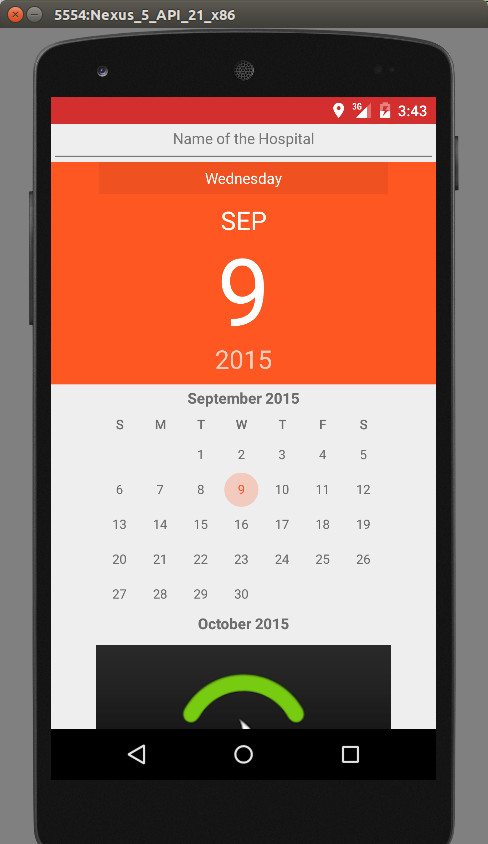 5554:Nexus_5_API_21_x86
3G 3:43
Name of the Hospital
Wednesday
SEP
9
2015
September 2015
S M T W T F S
1 2 3 4 5
6 7 8 9 10 11 12
13 14 15 16 17 18 19
20 21 22 23 24 25 26
27 28 29 30
October 2015